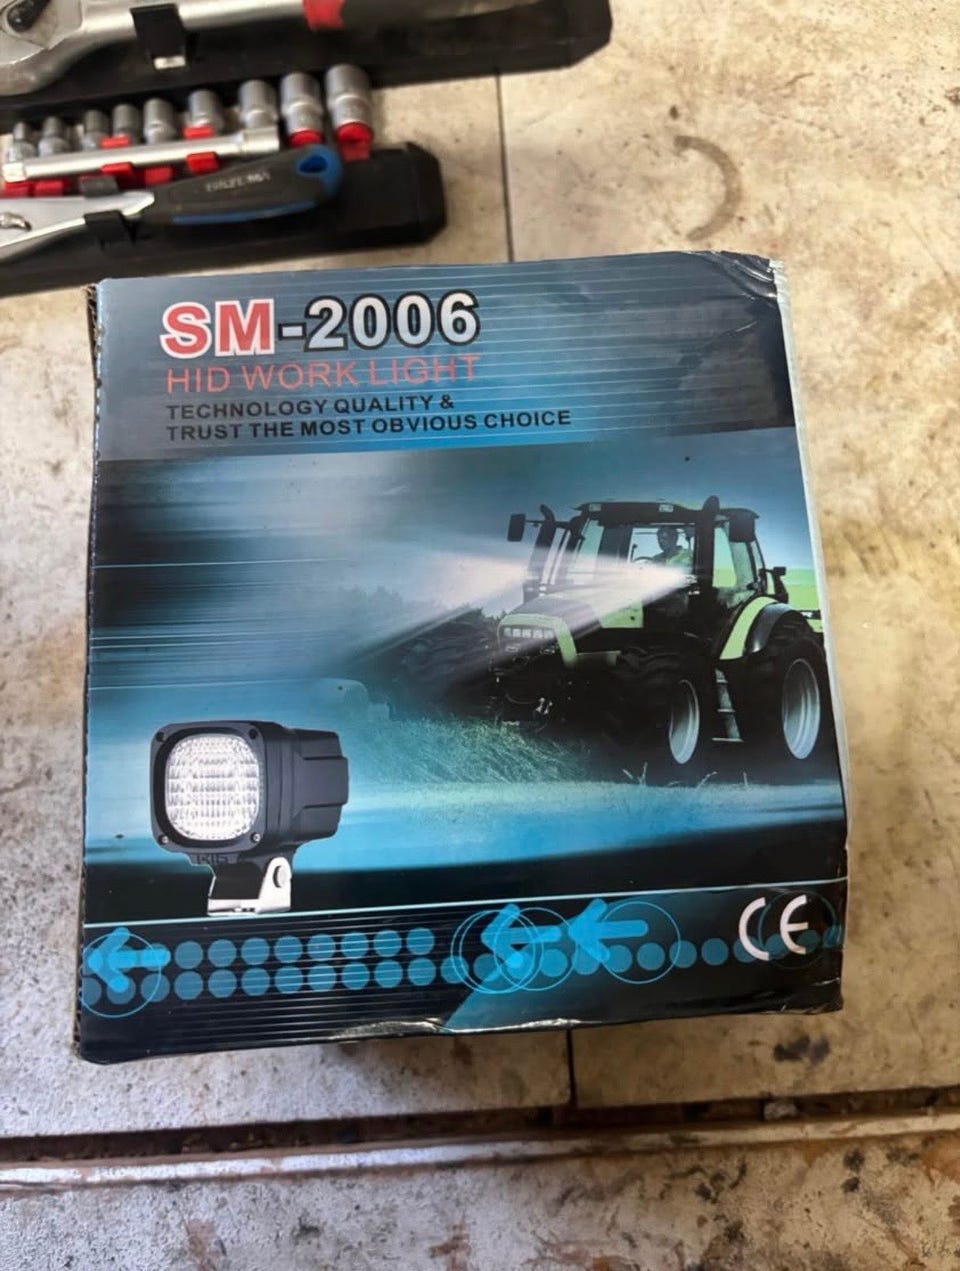 SM-2006
HID WORK LIGHT
TECHNOLOGY QUALITY &
TRUST THE MOST OBVIOUS CHOICE
CE